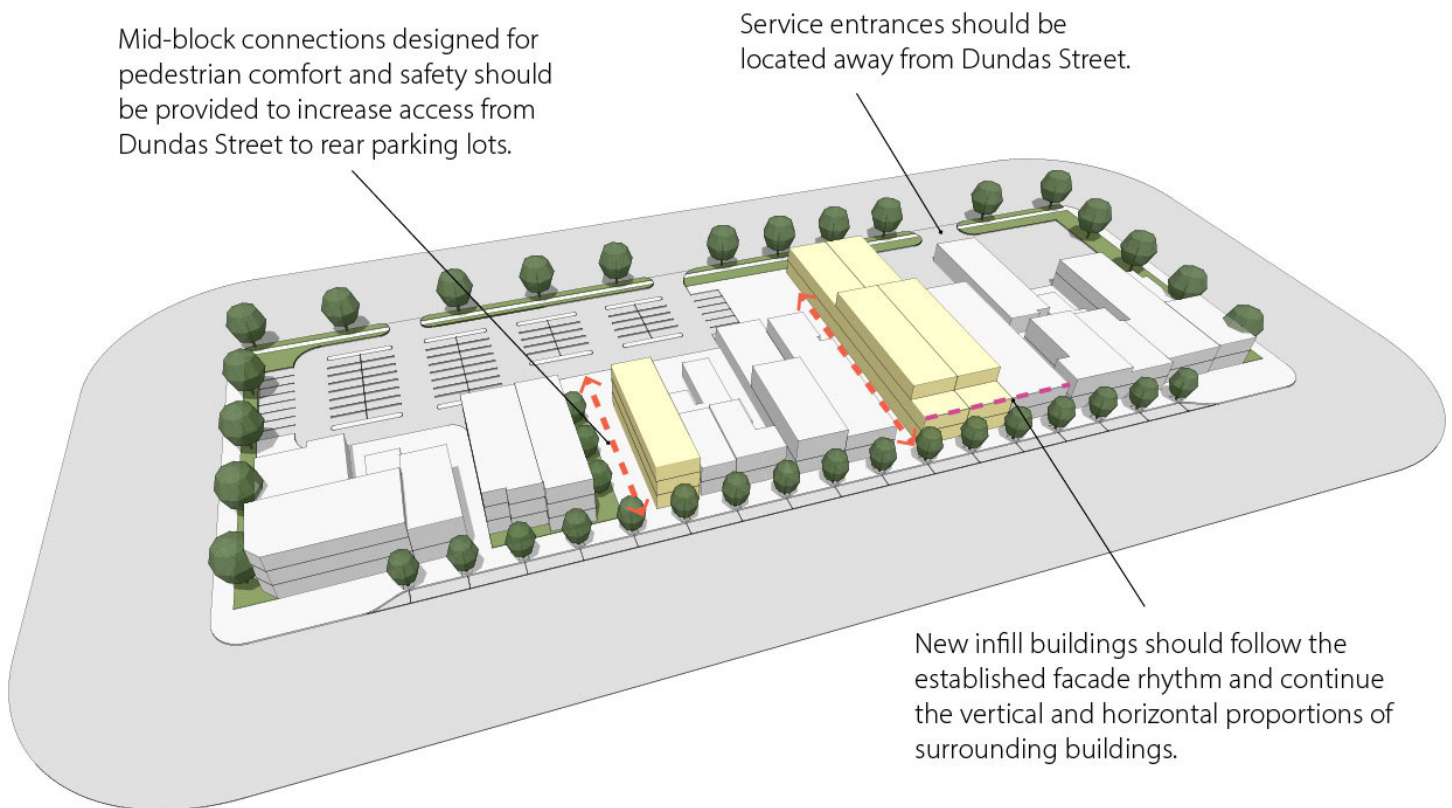 Mid-block connections designed for
pedestrian comfort and safety should
be provided to increase access from
Dundas Street to rear parking lots.
Service entrances should be
located away from Dundas Street.
New infill buildings should follow the
established facade rhythm and continue
the vertical and horizontal proportions of
surrounding buildings.